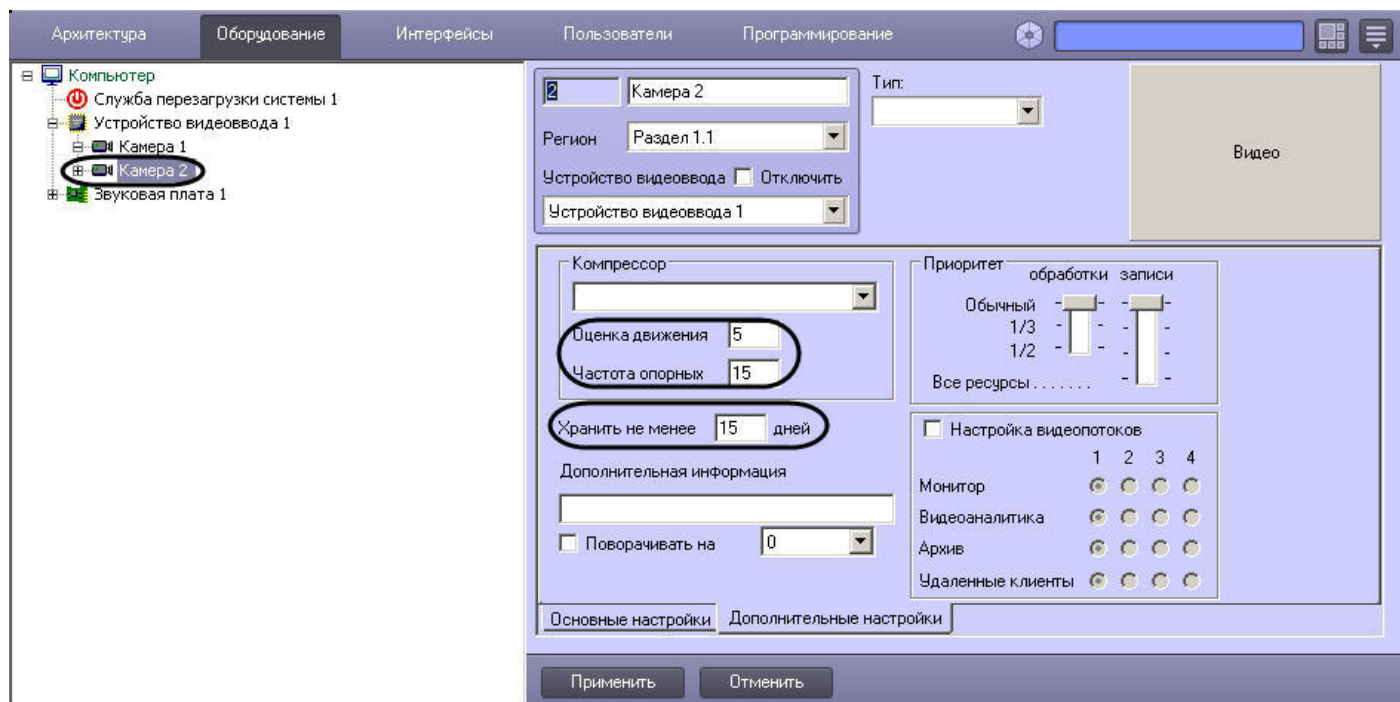 Архитектура Оборудование Интерфейсы Пользователи Программирование
Компьютер
Служба перезагрузки системы 1
Устройство видеоввода 1
Камера 1
Камера 2
Звуковая плата 1
2 Камера 2
Тип:
Регион Раздел 1.1
Устройство видеоввода Отключить
Устройство видеоввода 1
Видео
Компрессор
Оценка движения 5
Частота опорных 15
Хранить не менее 15 дней
Дополнительная информация
Поворачивать на 0
Приоритет
обработки записи
Обычный
1/3
1/2
Все ресурсы . . . . . . .
Настройка видеопотоков
1 2 3 4
Монитор
Видеоаналитика
Архив
Удаленные клиенты
Основные настройки Дополнительные настройки
Применить Отменить